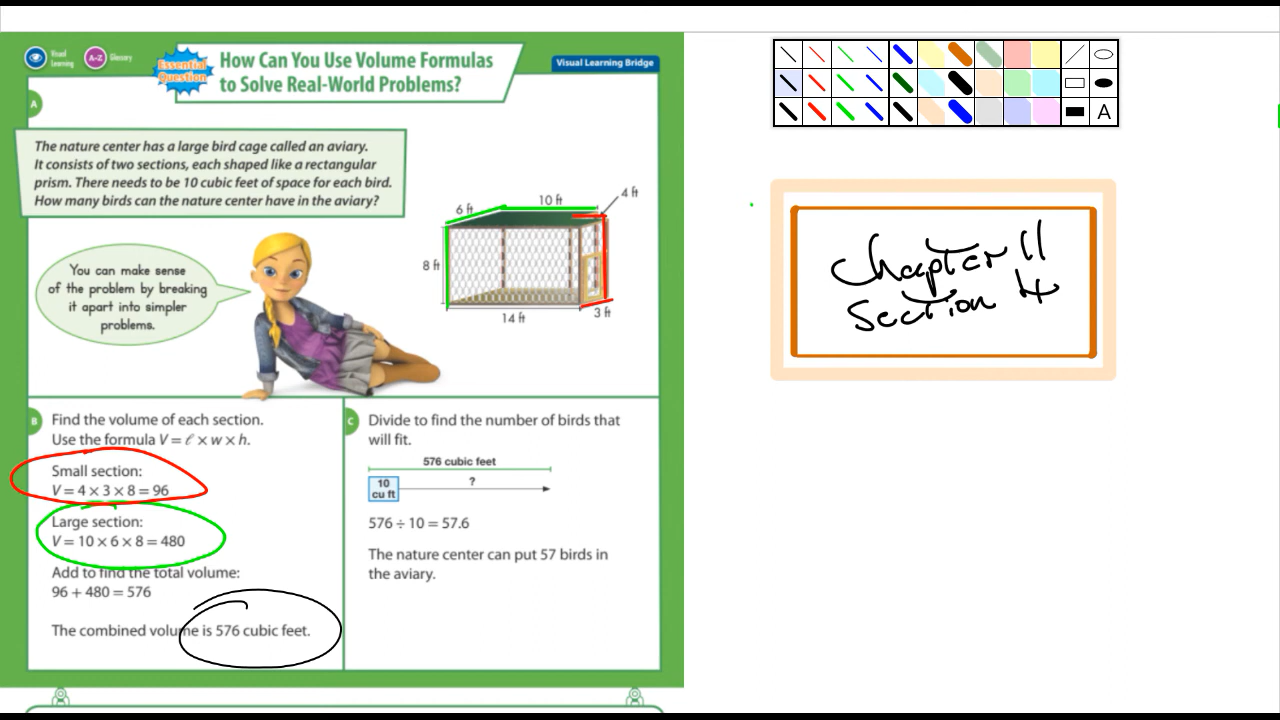 Visual
Learning
A-Z
Glossary
Essential
Question
How Can You Use Volume Formulas
to Solve Real-World Problems?
Visual Learning Bridge
A
The nature center has a large bird cage called an aviary.
It consists of two sections, each shaped like a rectangular
prism. There needs to be 10 cubic feet of space for each bird.
How many birds can the nature center have in the aviary?
You can make sense
of the problem by breaking
it apart into simpler
problems.
4 ft
10 ft
6 ft
8 ft
14 ft
3 ft
B
Find the volume of each section.
Use the formula V = ℓ × w × h.
Small section:
V = 4 × 3 × 8 = 96
Large section:
V = 10 × 6 × 8 = 480
Add to find the total volume:
96 + 480 = 576
The combined volume is 576 cubic feet.
C
Divide to find the number of birds that
will fit.
576 cubic feet
10
cu ft
?
576 ÷ 10 = 57.6
The nature center can put 57 birds in
the aviary.
A
Chapter 11
Section 4